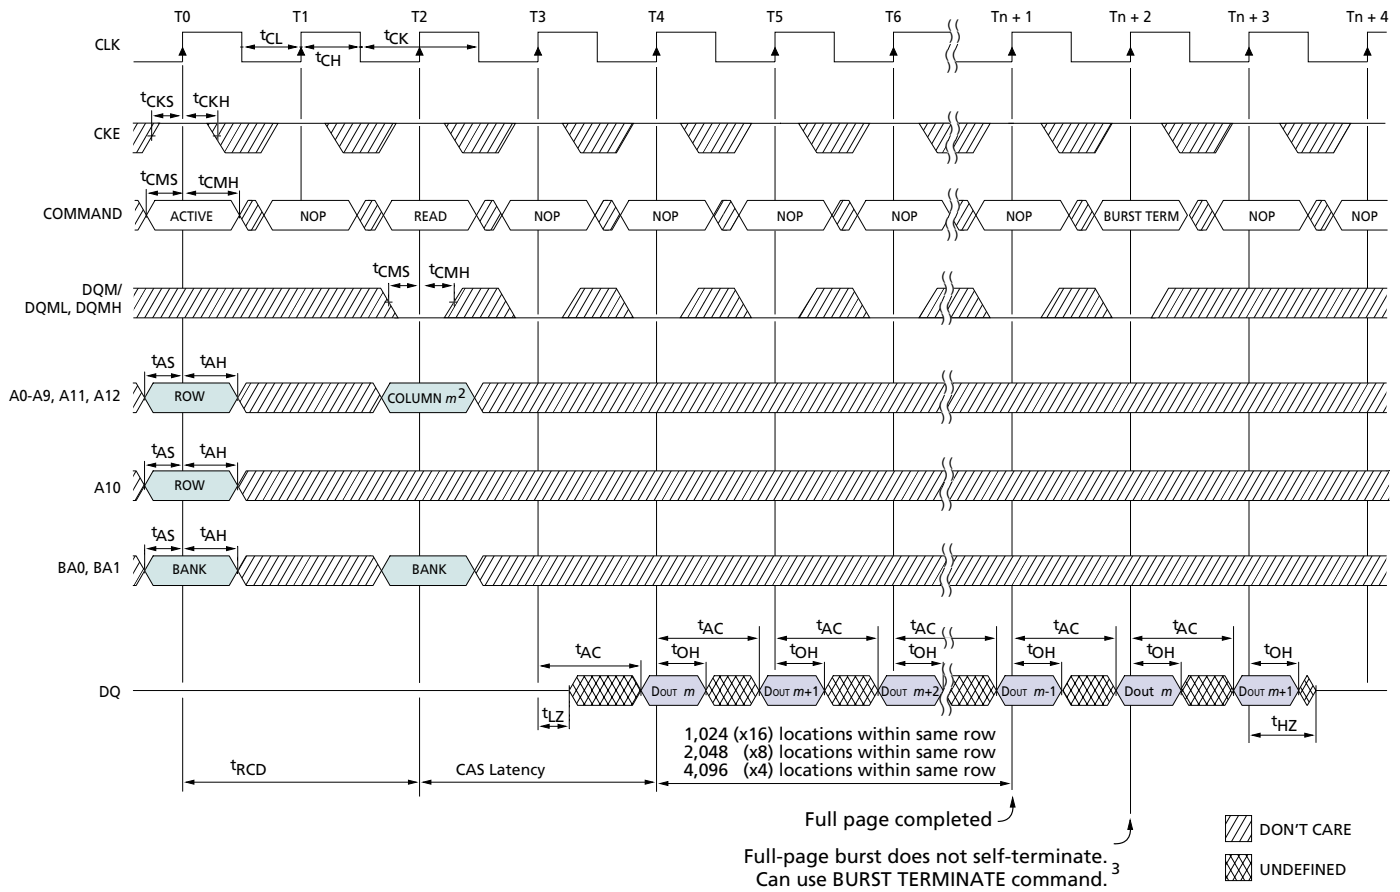 T0 T1 T2 T3 T4 T5 T6 Tn + 1 Tn + 2 Tn + 3 Tn + 4
CLK
tCL tCH tCK
tCKS tCKH
CKE
tCMS tCMH
COMMAND ACTIVE NOP READ NOP NOP NOP NOP NOP BURST TERM NOP NOP
tCMS tCMH
DQM/
DQML, DQMH
tAS tAH
A0-A9, A11, A12 ROW COLUMN m2
tAS tAH
A10 ROW
tAS tAH
BA0, BA1 BANK BANK
tAC tAC tAC tAC tAC tAC
tOH tOH tOH tOH tOH tOH
DQ DOUT m DOUT m+1 DOUT m+2 DOUT m-1 Dout m DOUT m+1
tLZ tHZ
1,024 (x16) locations within same row
2,048 (x8) locations within same row
4,096 (x4) locations within same row
tRCD CAS Latency
Full page completed
Full-page burst does not self-terminate.
Can use BURST TERMINATE command. 3
DON'T CARE
UNDEFINED